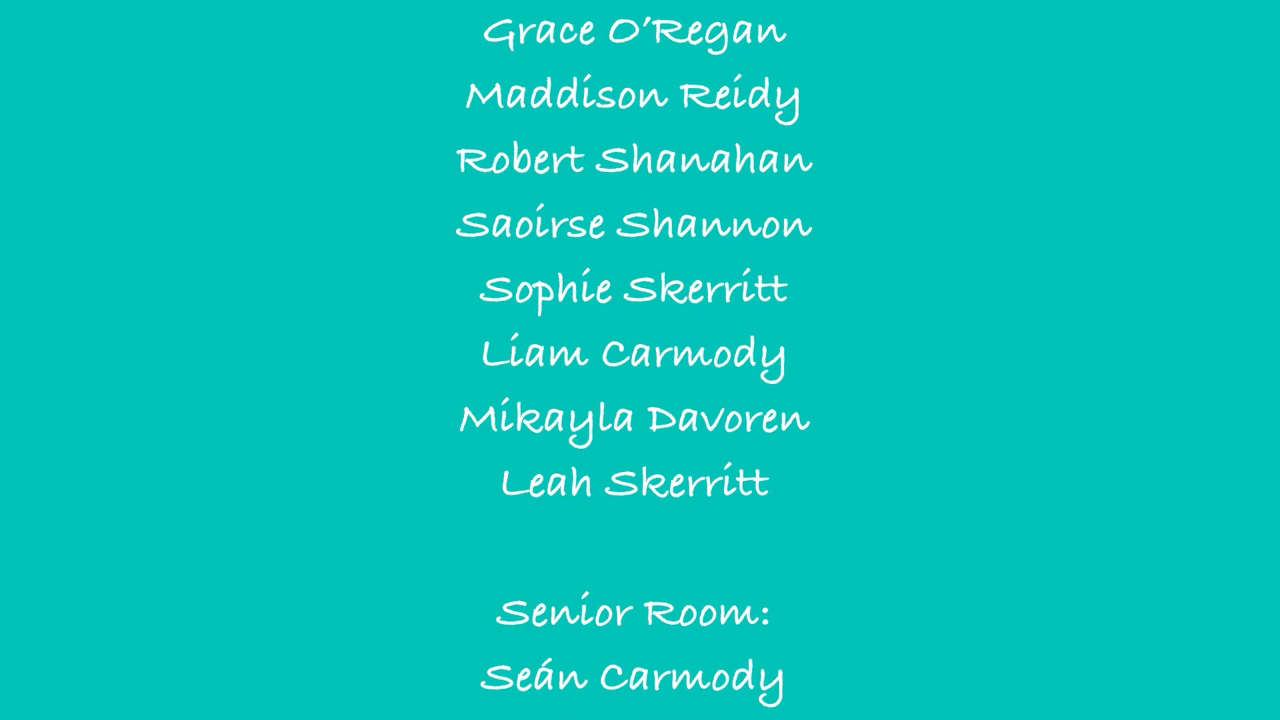 Grace O'Regan
Maddison Reidy
Robert Shanahan
Saoirse Shannon
Sophie Skerritt
Liam Carmody
Mikayla Davoren
Leah Skerritt
Senior Room:
Seán Carmody